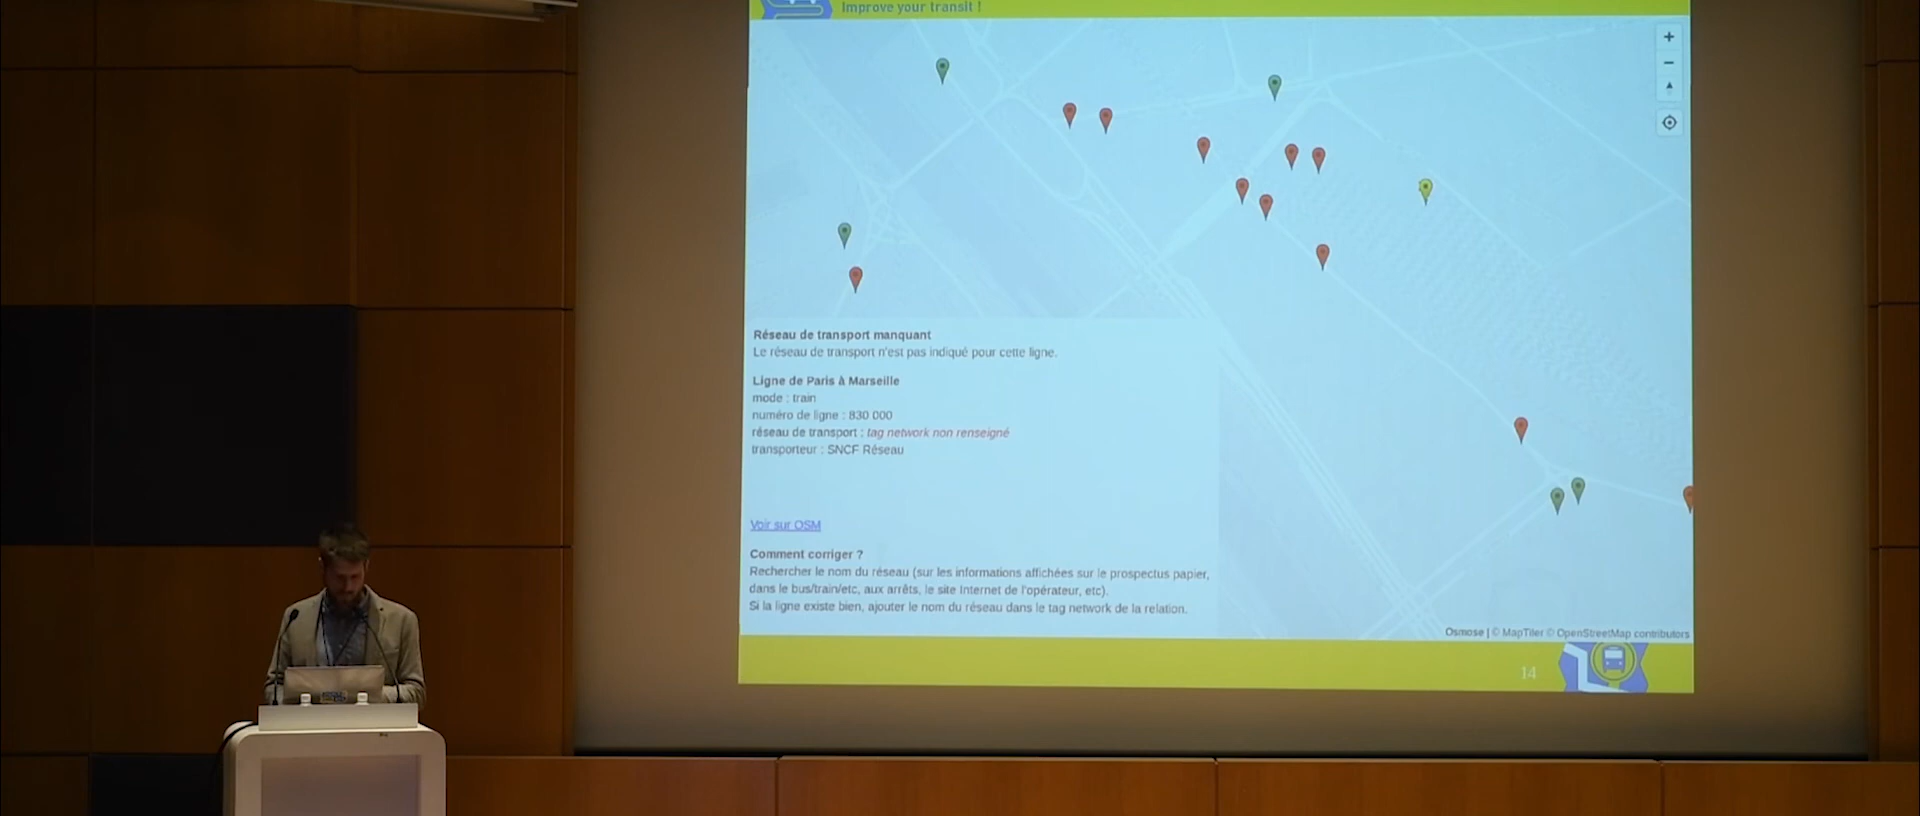 Improve your transit !
+
−
Réseau de transport manquant
Le réseau de transport n'est pas indiqué pour cette ligne.
Ligne de Paris à Marseille
mode : train
numéro de ligne : 830 000
réseau de transport : tag network non renseigné
transporteur : SNCF Réseau
Voir sur OSM
Comment corriger ?
Rechercher le nom du réseau (sur les informations affichées sur le prospectus papier,
dans le bus/train/etc, aux arrêts, le site Internet de l'opérateur, etc).
Si la ligne existe bien, ajouter le nom du réseau dans le tag network de la relation.
Osmose | © MapTiler © OpenStreetMap contributors
14